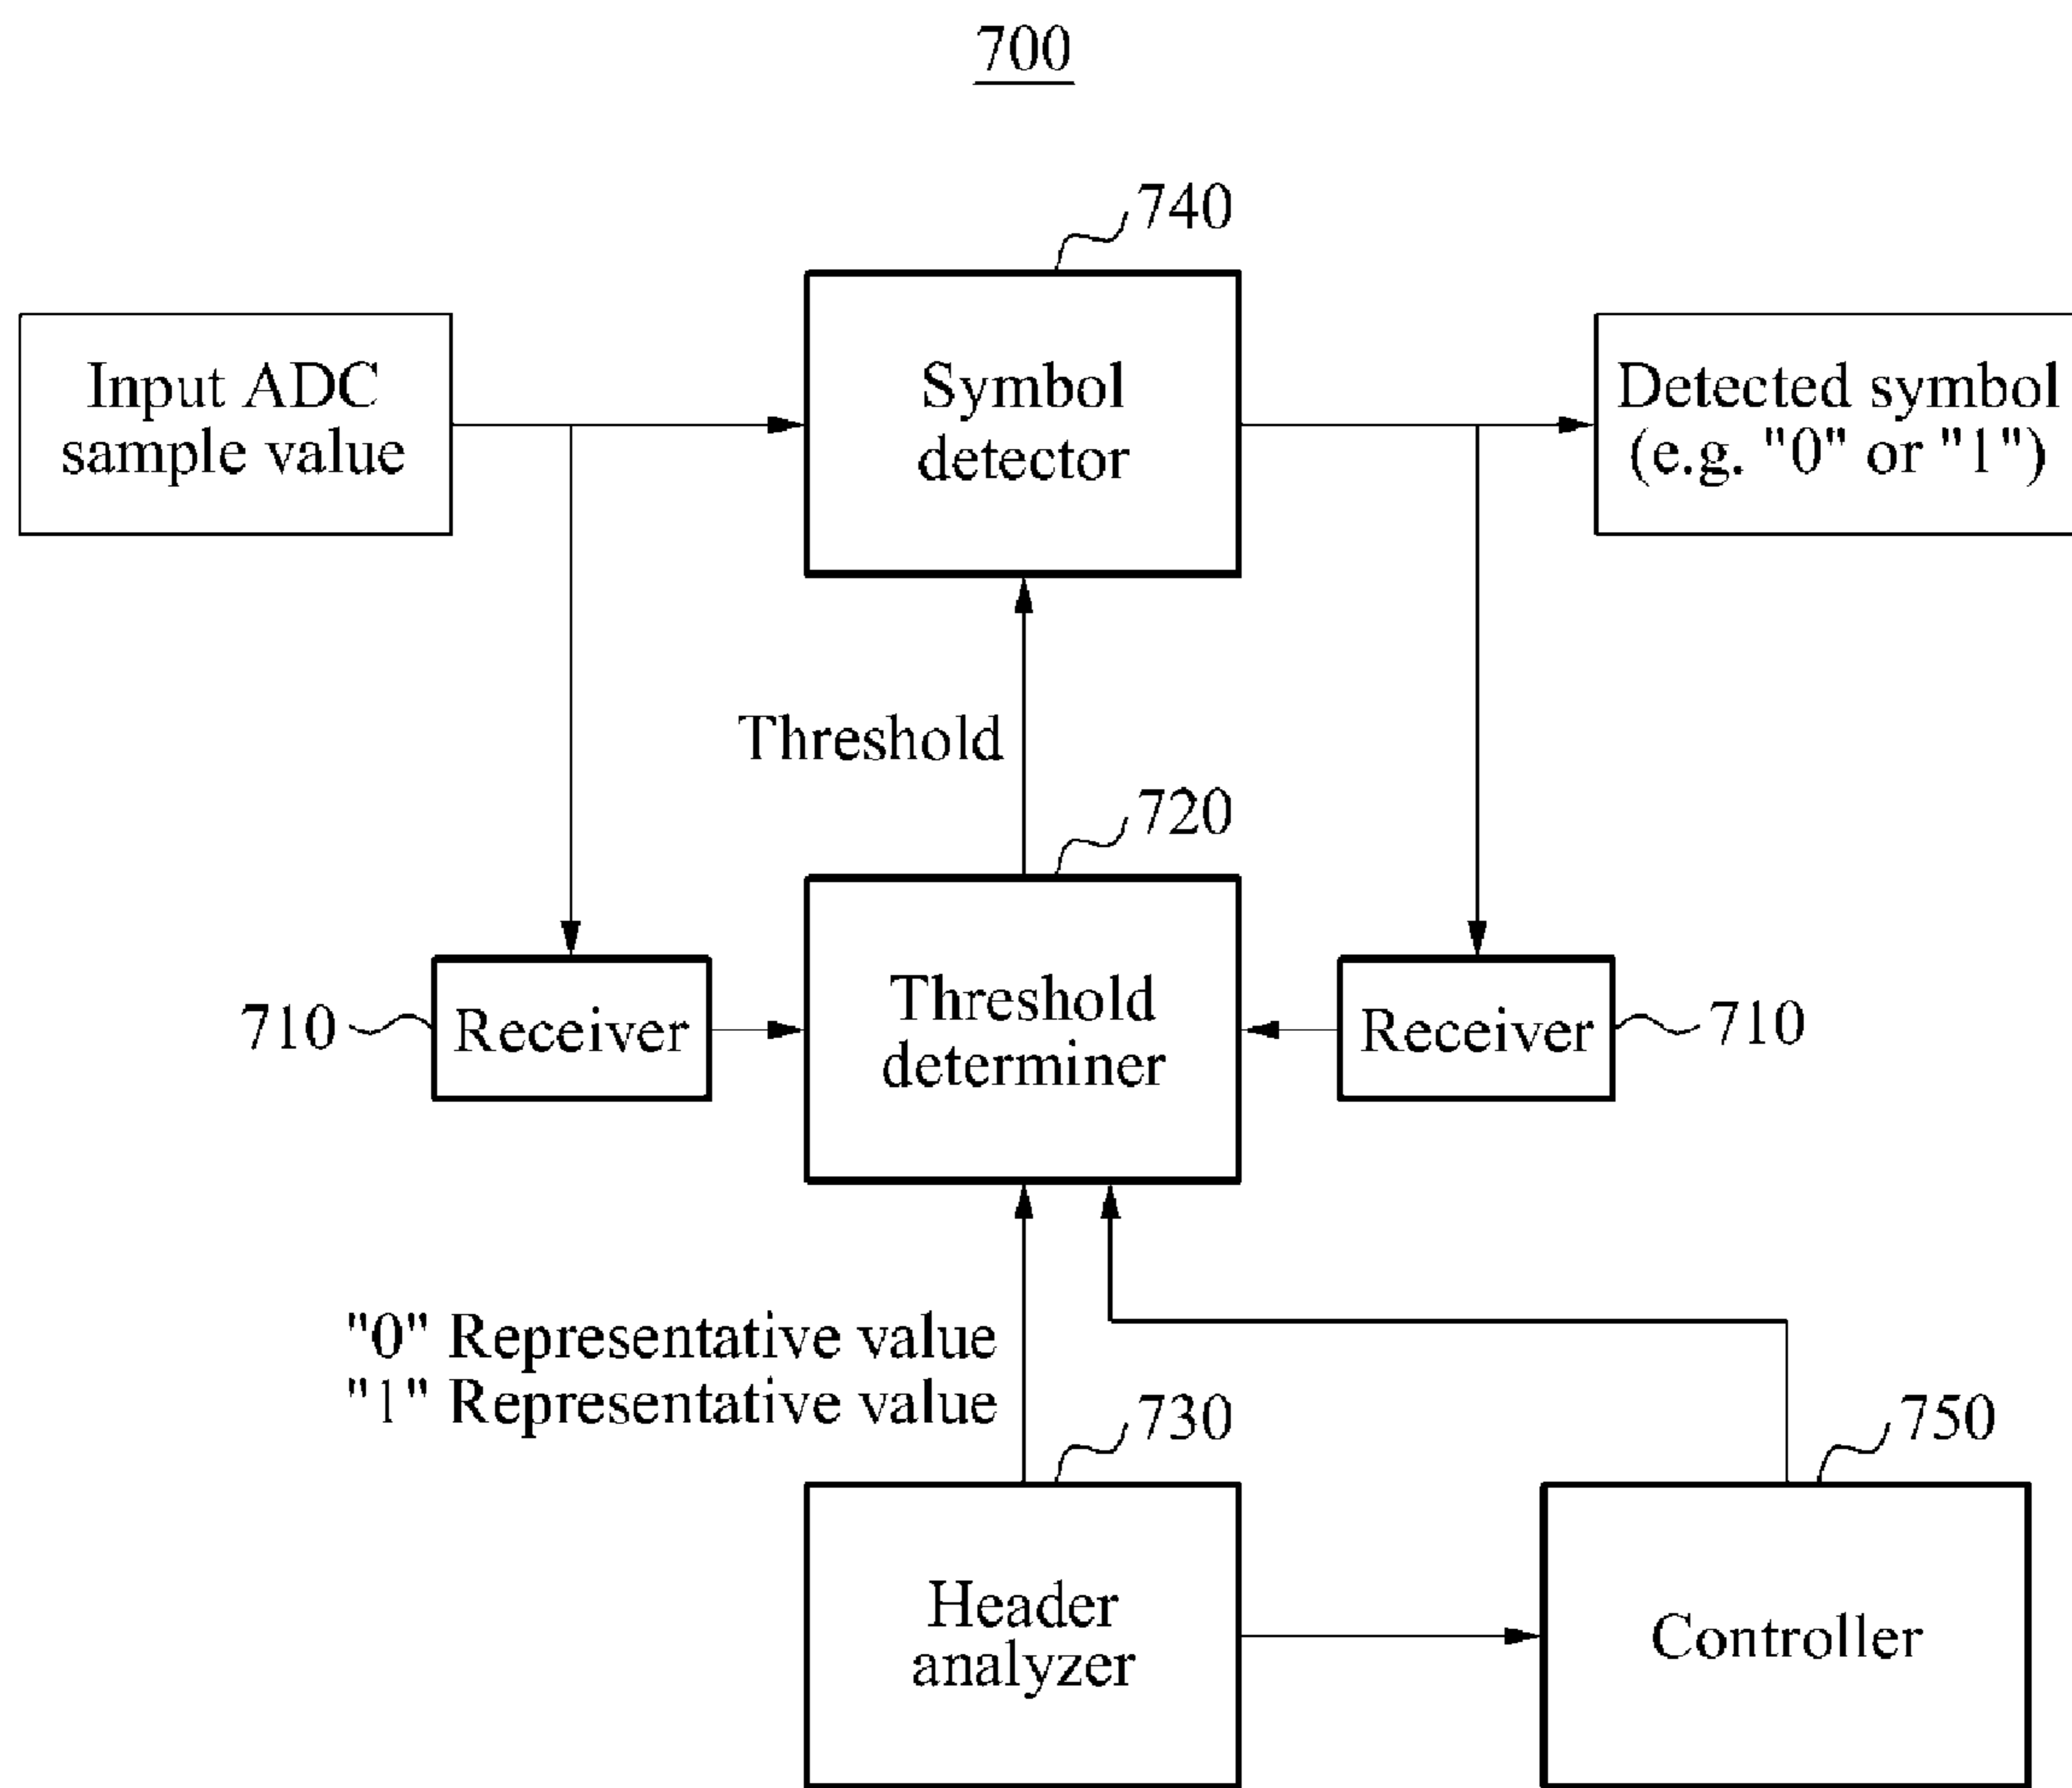 700
740
Input ADC
sample value
Symbol
detector
Detected symbol
(e.g. "0" or "1")
Threshold
720
710
Receiver
Threshold
determiner
Receiver
710
"0" Representative value
"1" Representative value
730
750
Header
analyzer
Controller